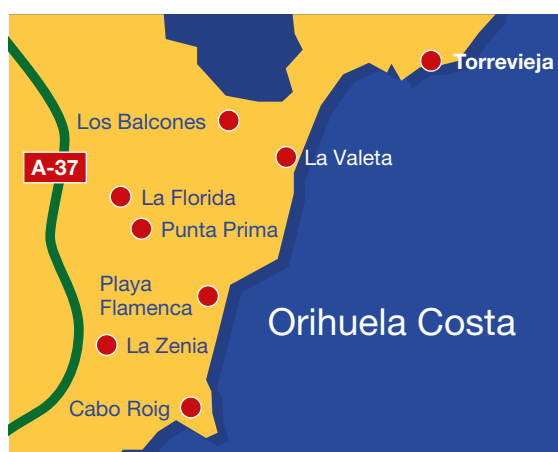 Torrevieja
Los Balcones
La Valeta
A-37
La Florida
Punta Prima
Playa
Flamenca
Orihuela Costa
La Zenia
Cabo Roig